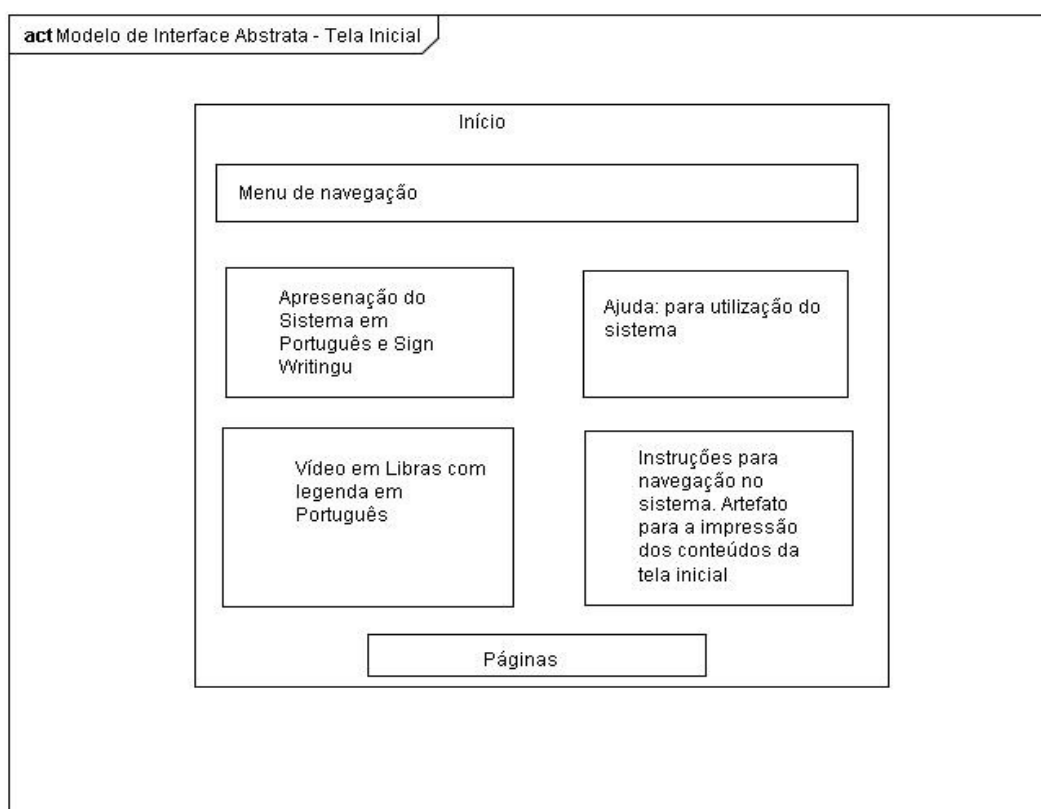 act Modelo de Interface Abstrata - Tela Inicial
Início
Menu de navegação
Apresenação do
Sistema em
Português e Sign
Writingu
Ajuda: para utilização do
sistema
Vídeo em Libras com
legenda em
Português
Instruções para
navegação no
sistema. Artefato
para a impressão
dos conteúdos da
tela inicial
Páginas